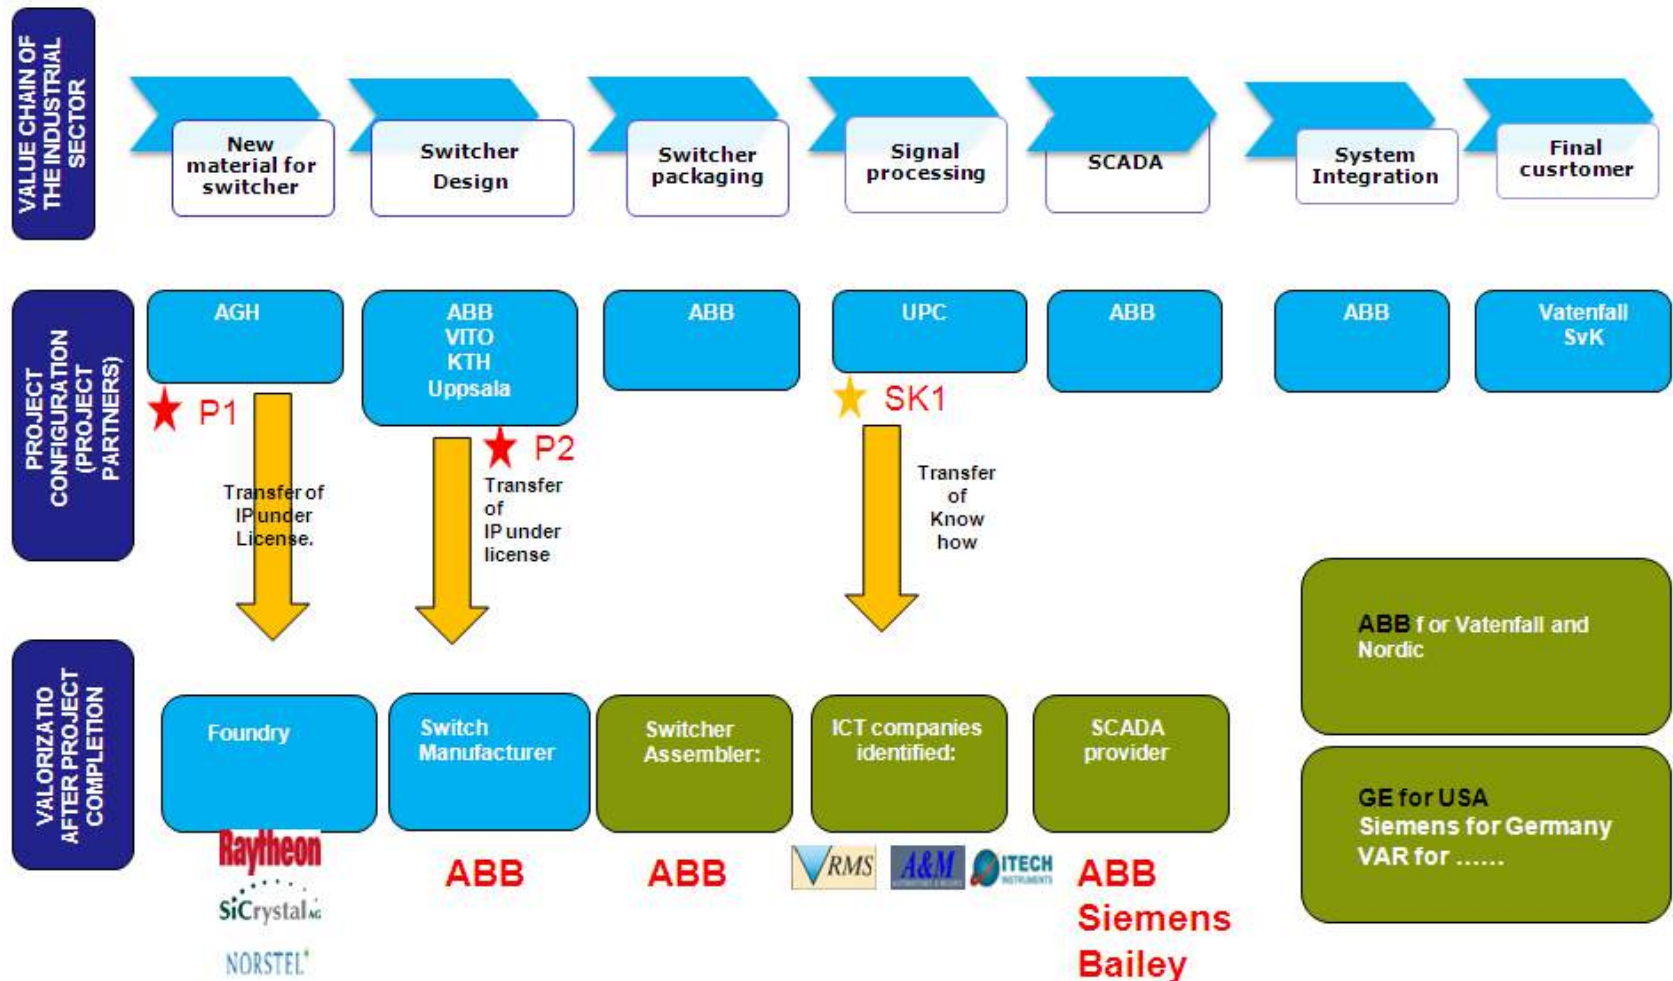 VALUE CHAIN OF
THE INDUSTRIAL
SECTOR
New
material for
switcher
Switcher
Design
Switcher
packaging
Signal
processing
SCADA
System
Integration
Final
cusrtomer
PROJECT
CONFIGURATION
(PROJECT
PARTNERS)
AGH
ABB
VITO
KTH
Uppsala
ABB
UPC
ABB
ABB
Vatenfall
SvK
P1
P2
SK1
Transfer of
IP under
License.
Transfer
of
IP under
license
Transfer
of
Know
how
VALORIZATIO
AFTER PROJECT
COMPLETION
Foundry
Switch
Manufacturer
Switcher
Assembler:
ICT companies
identified:
SCADA
provider
ABB f or Vatenfall and
Nordic
GE for USA
Siemens for Germany
VAR for ......
Raytheon
SiCrystal AG
NORSTEL
ABB
ABB
VRMS
A&M
ITECH
INSTRUMENTS
ABB
Siemens
Bailey